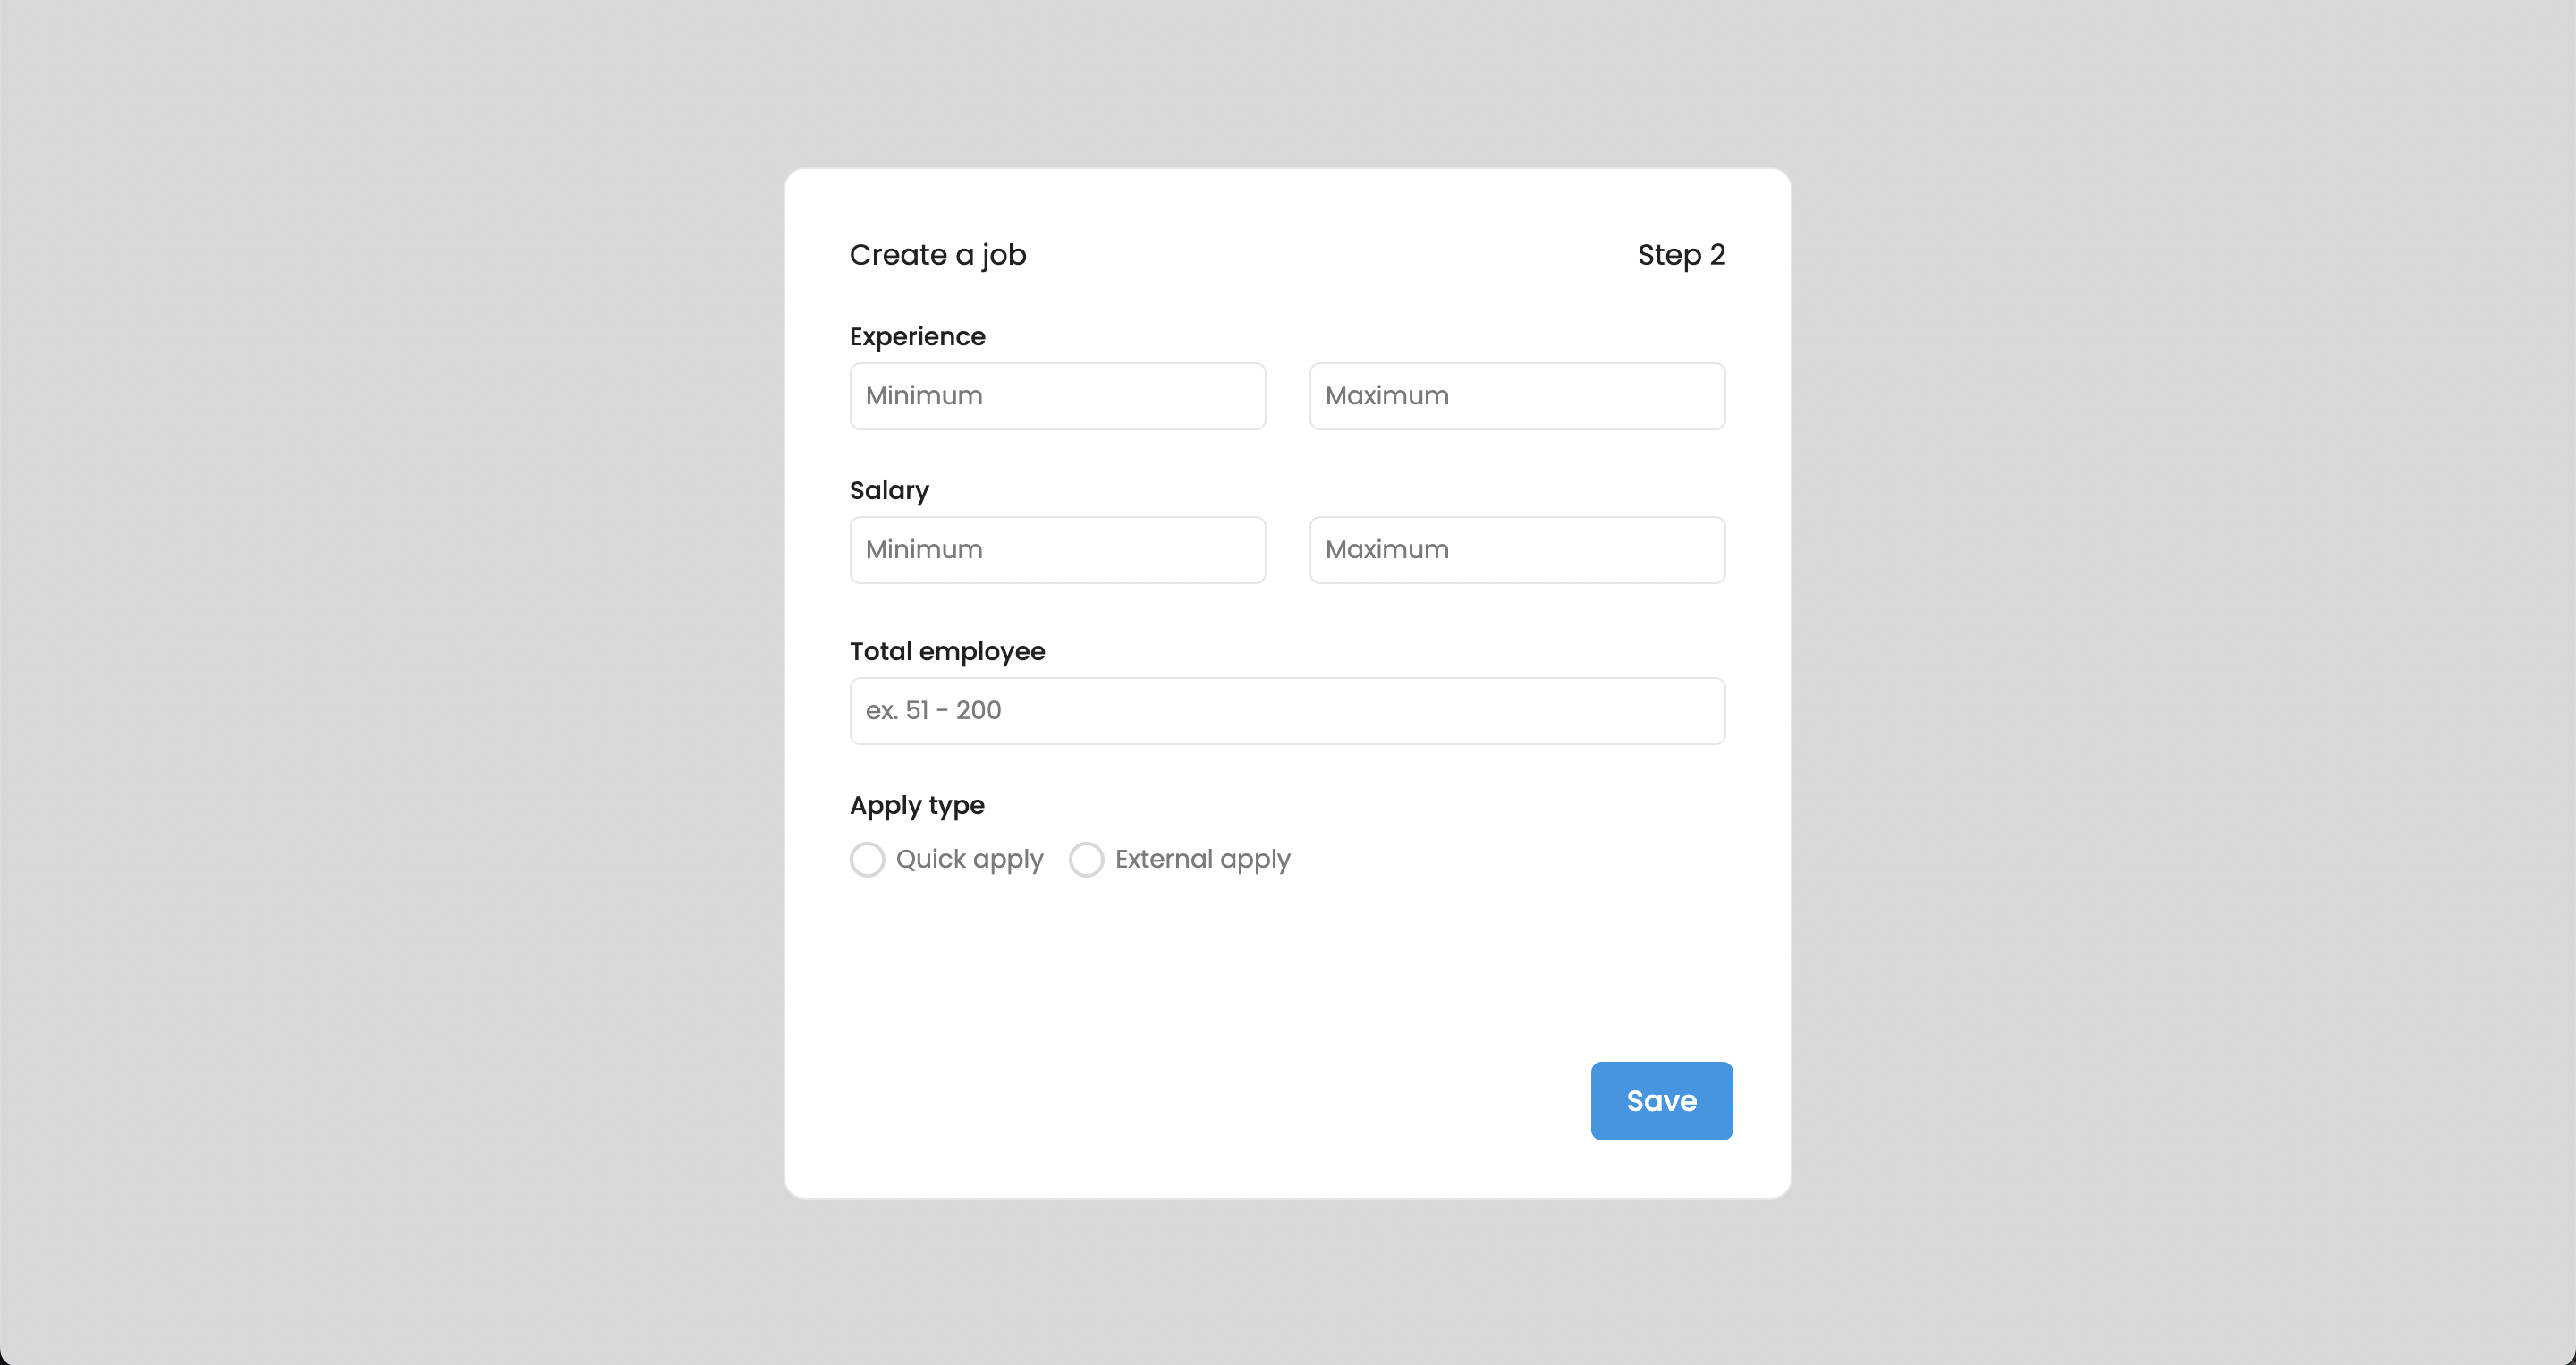 Create a job Step 2
Experience
Minimum Maximum
Salary
Minimum Maximum
Total employee
ex. 51 - 200
Apply type
Quick apply External apply
Save